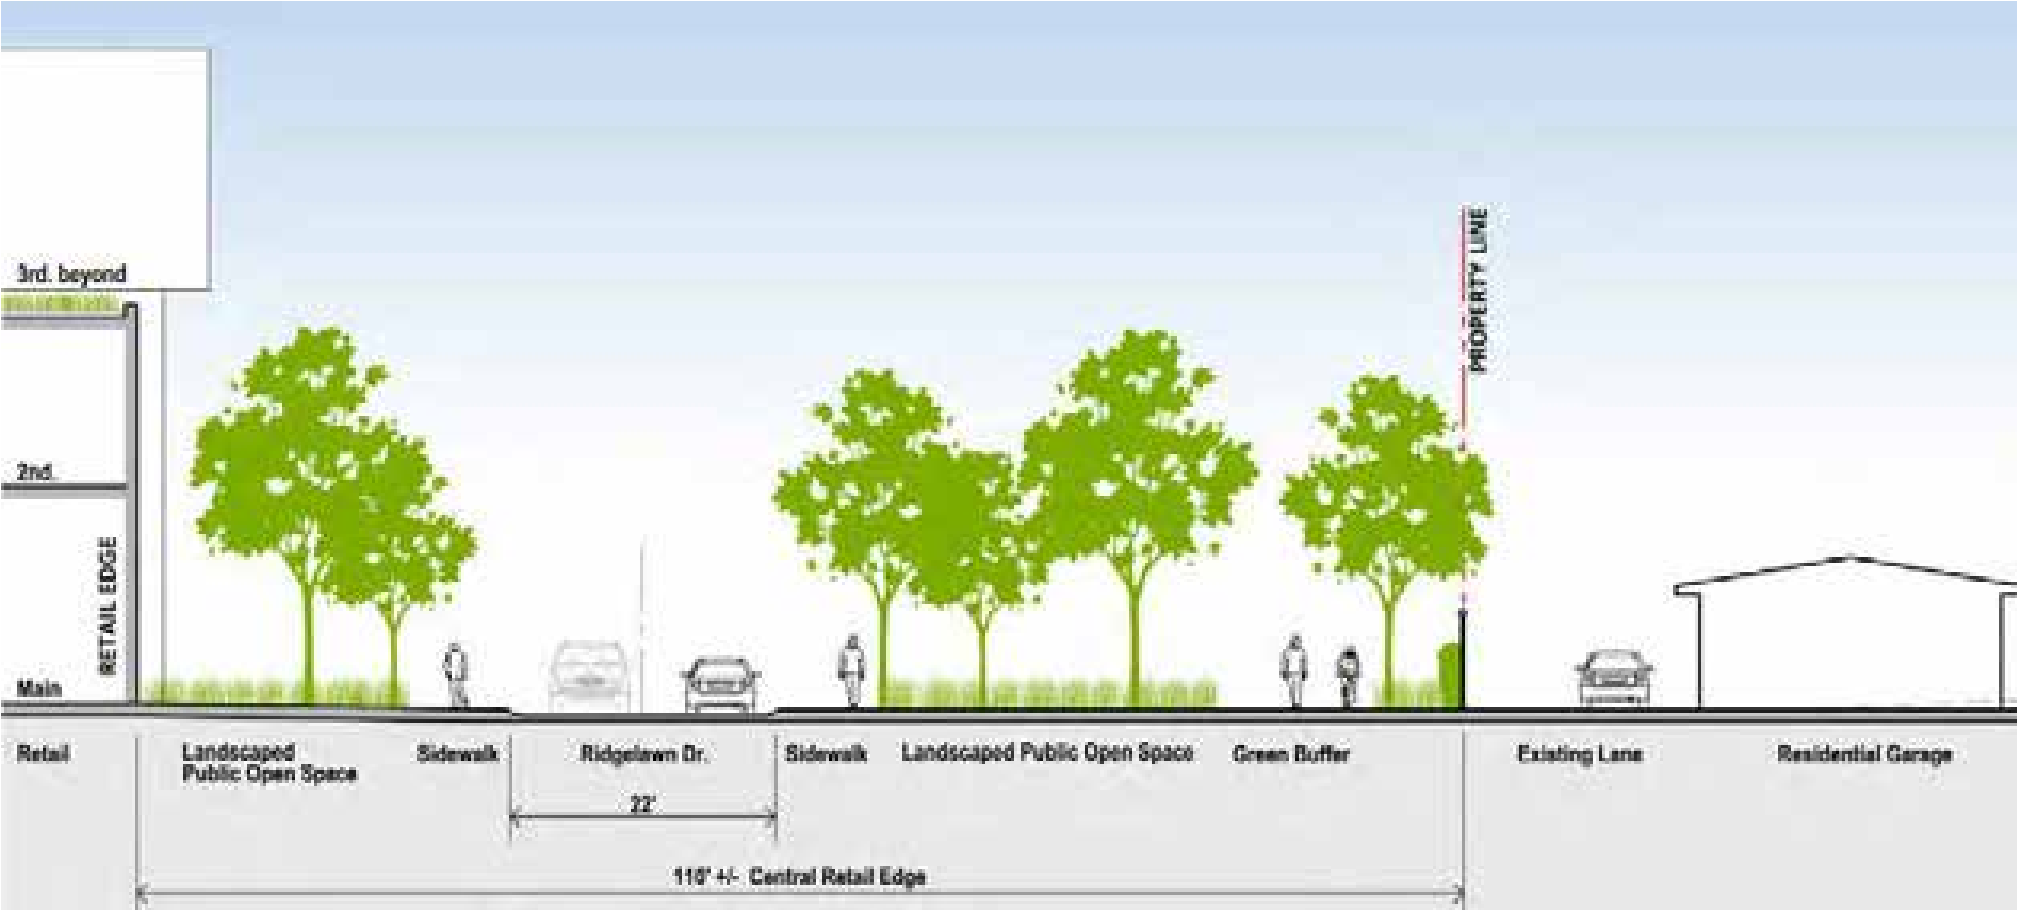 3rd. beyond
2nd.
RETAIL EDGE
Main
PROPERTY LINE
Retail
Landscaped
Public Open Space
Sidewalk
Ridgelawn Dr.
Sidewalk
Landscaped Public Open Space
Green Buffer
Existing Lane
Residential Garage
22'
110' +/- Central Retail Edge